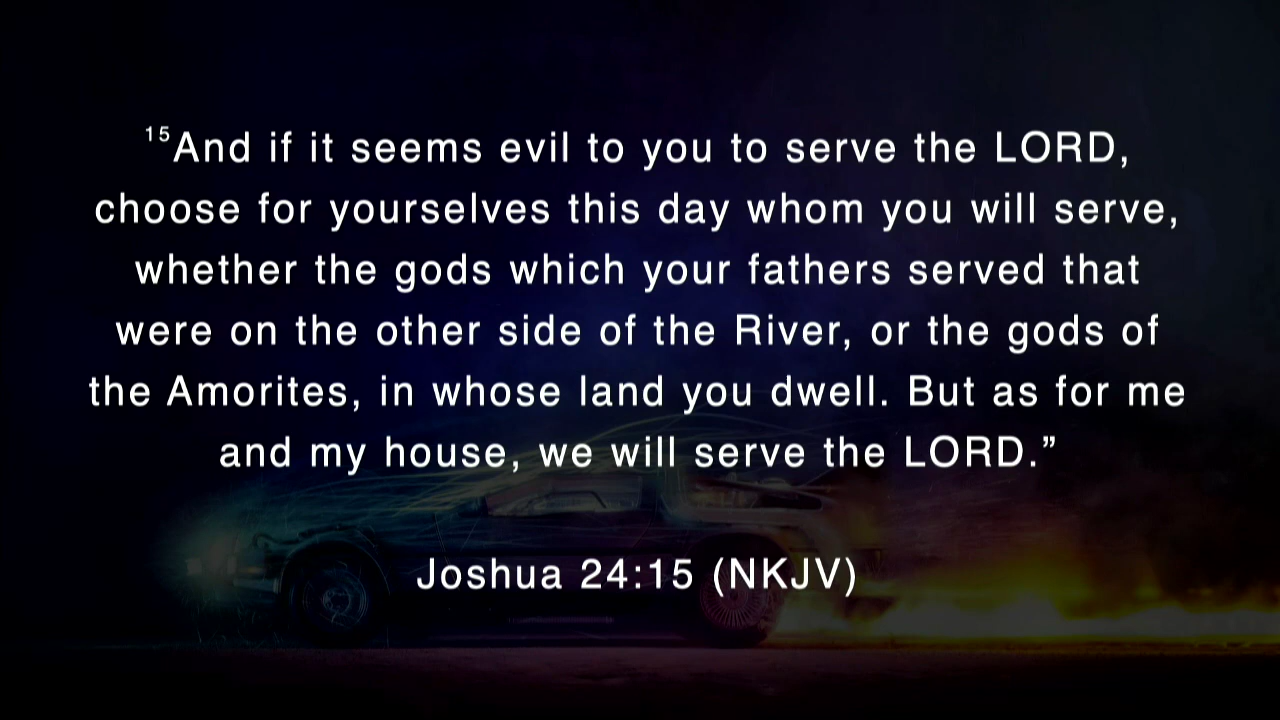 15And if it seems evil to you to serve the LORD,
choose for yourselves this day whom you will serve,
whether the gods which your fathers served that
were on the other side of the River, or the gods of
the Amorites, in whose land you dwell. But as for me
and my house, we will serve the LORD.”
Joshua 24:15 (NKJV)